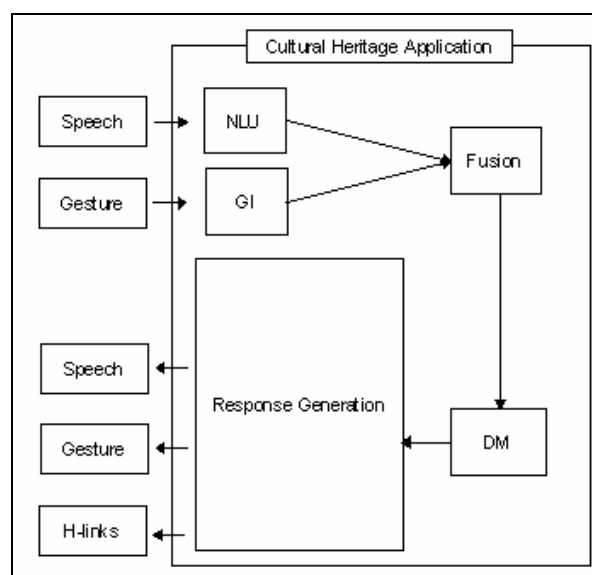 Cultural Heritage Application
Speech
NLU
Fusion
Gesture
GI
Speech
Response Generation
Gesture
DM
H-links